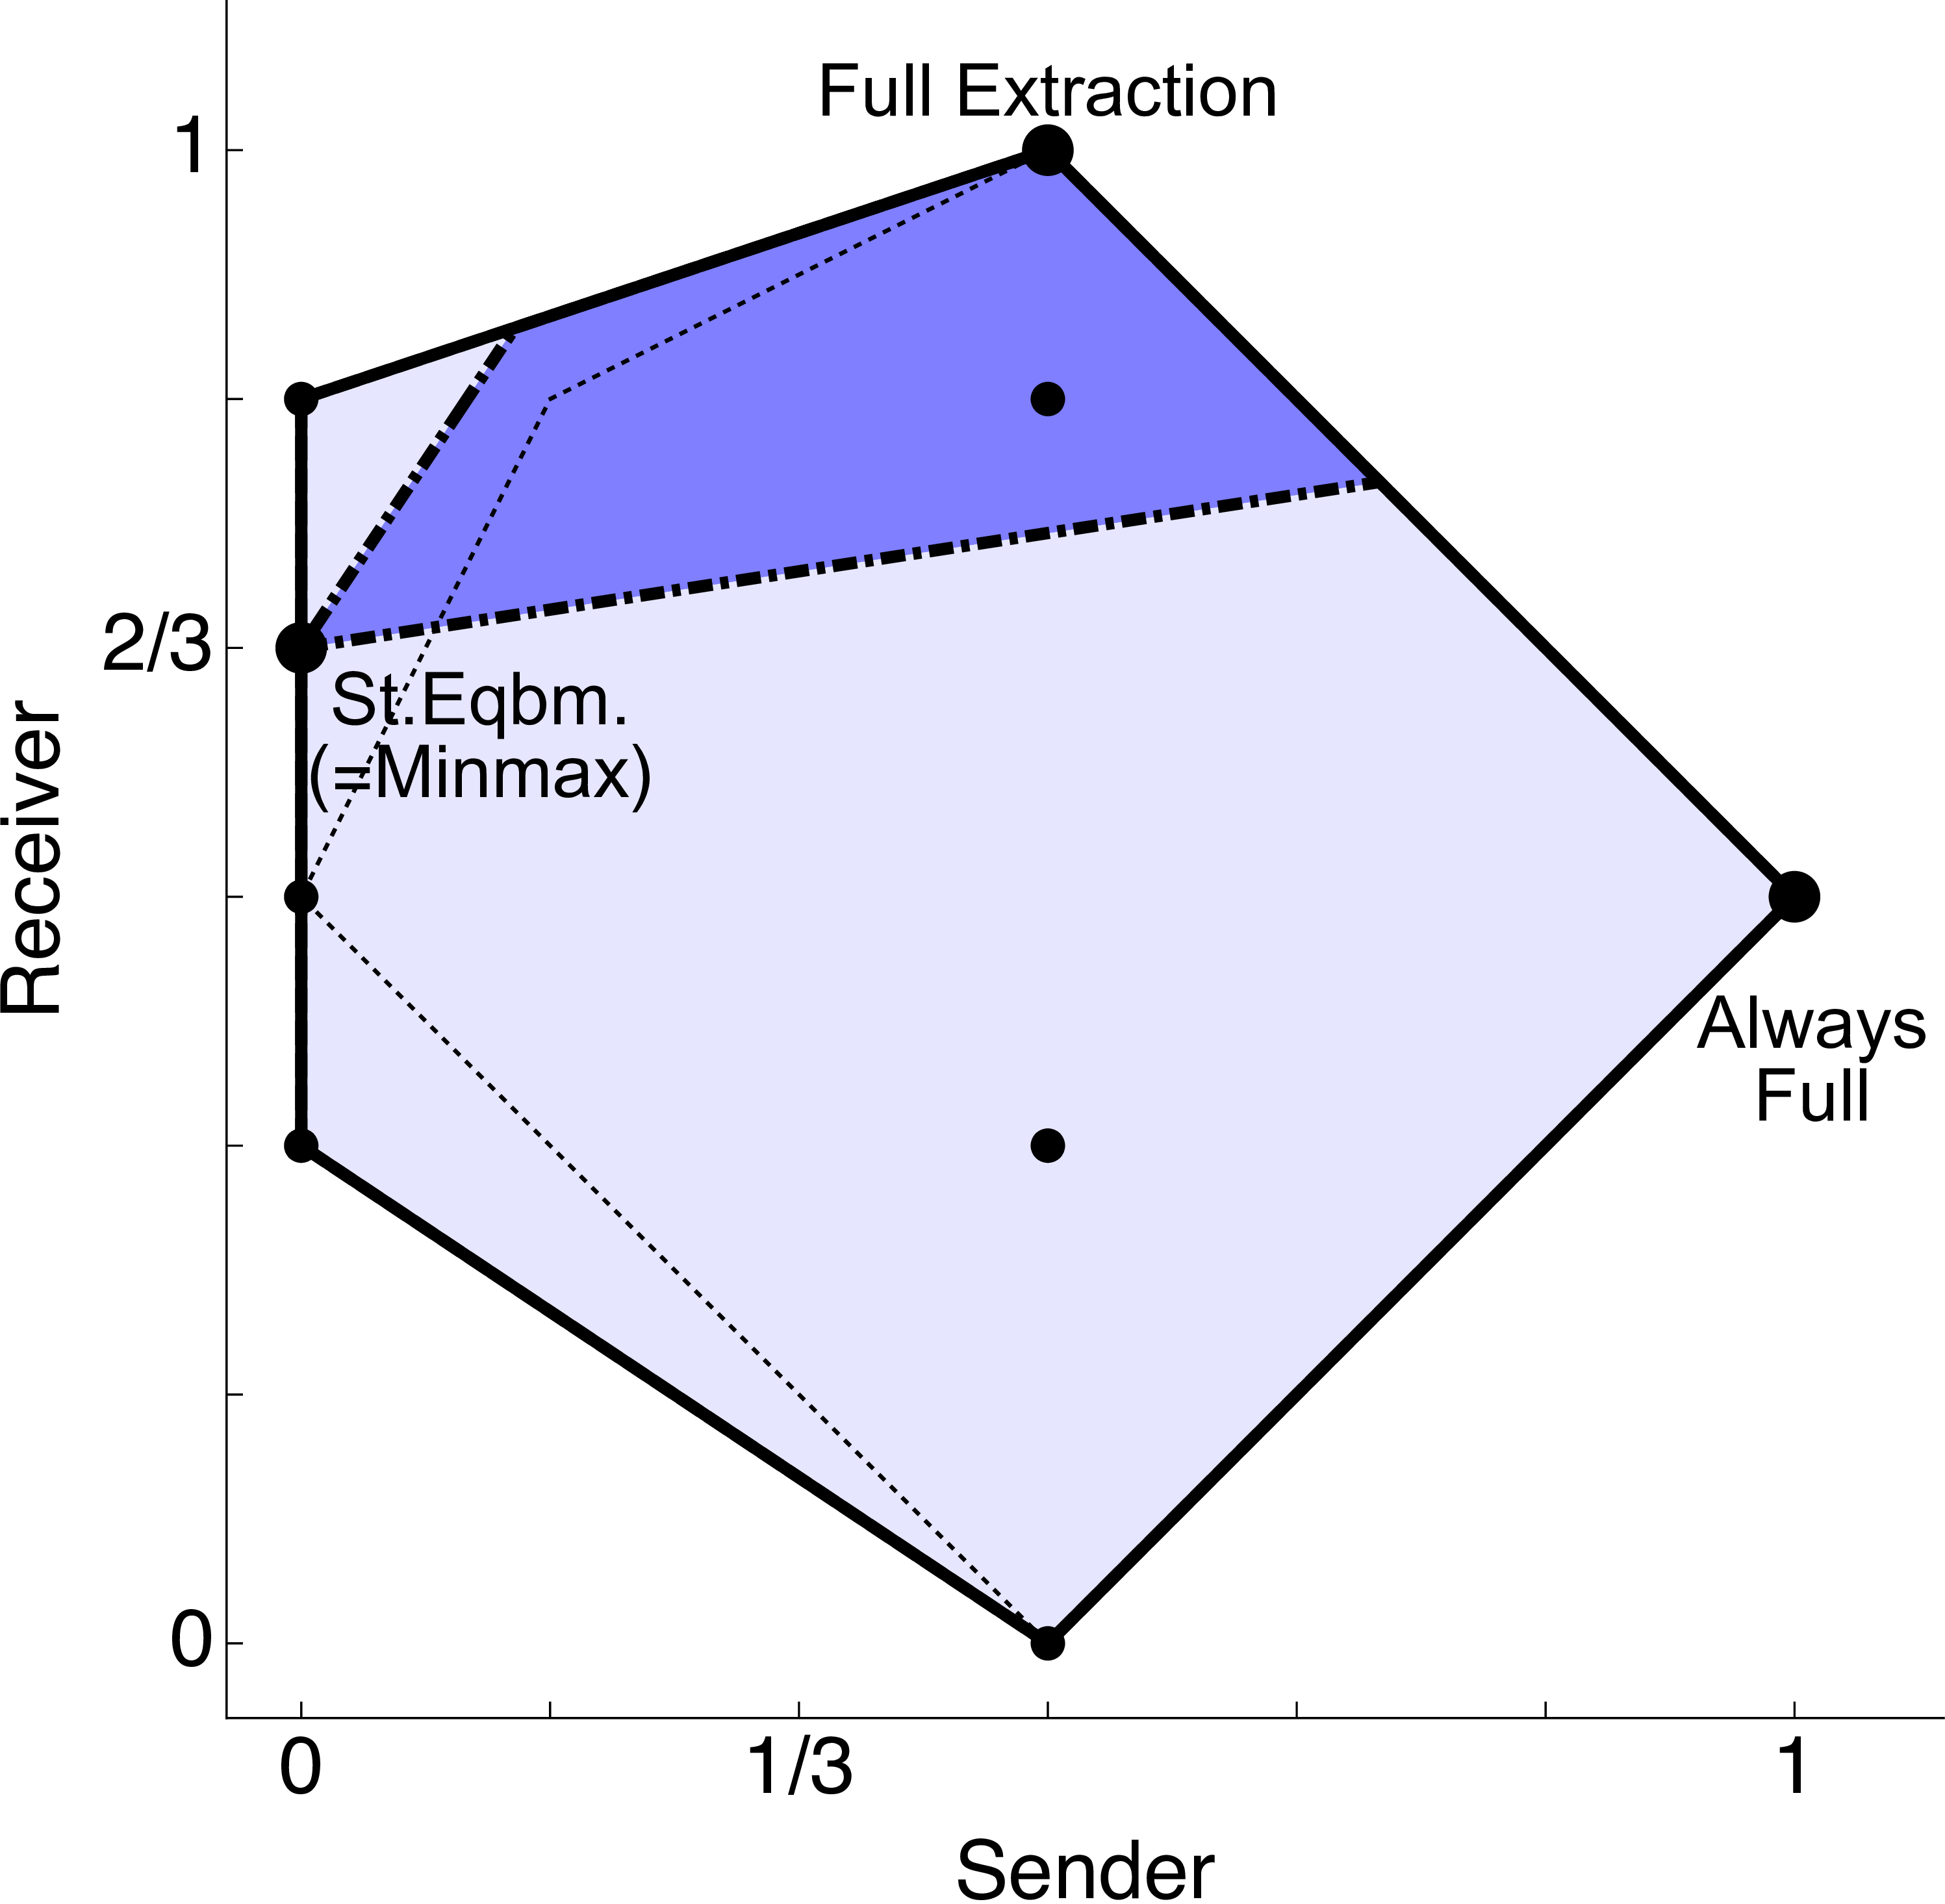 Full Extraction
1
2/3
St.Eqbm.
(=Minmax)
Receiver
Always
Full
0
0
1/3
1
Sender